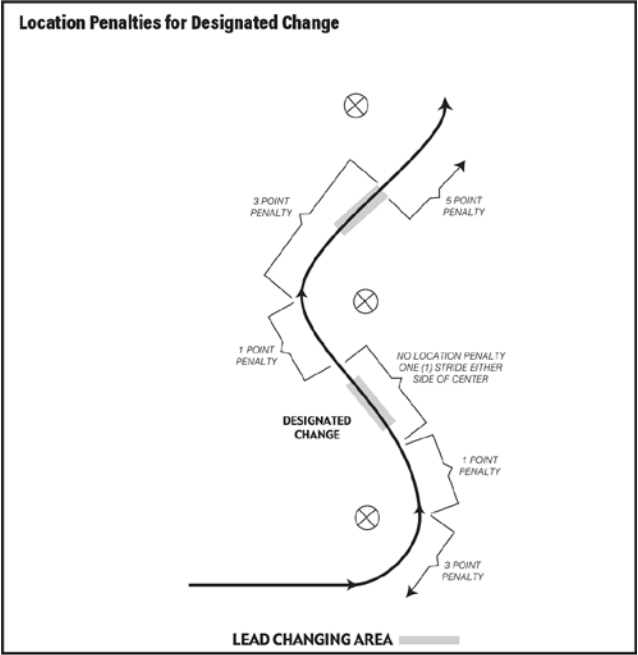 Location Penalties for Designated Change
3 POINT
PENALTY
5 POINT
PENALTY
1 POINT
PENALTY
NO LOCATION PENALTY
ONE (1) STRIDE EITHER
SIDE OF CENTER
DESIGNATED
CHANGE
1 POINT
PENALTY
3 POINT
PENALTY
LEAD CHANGING AREA